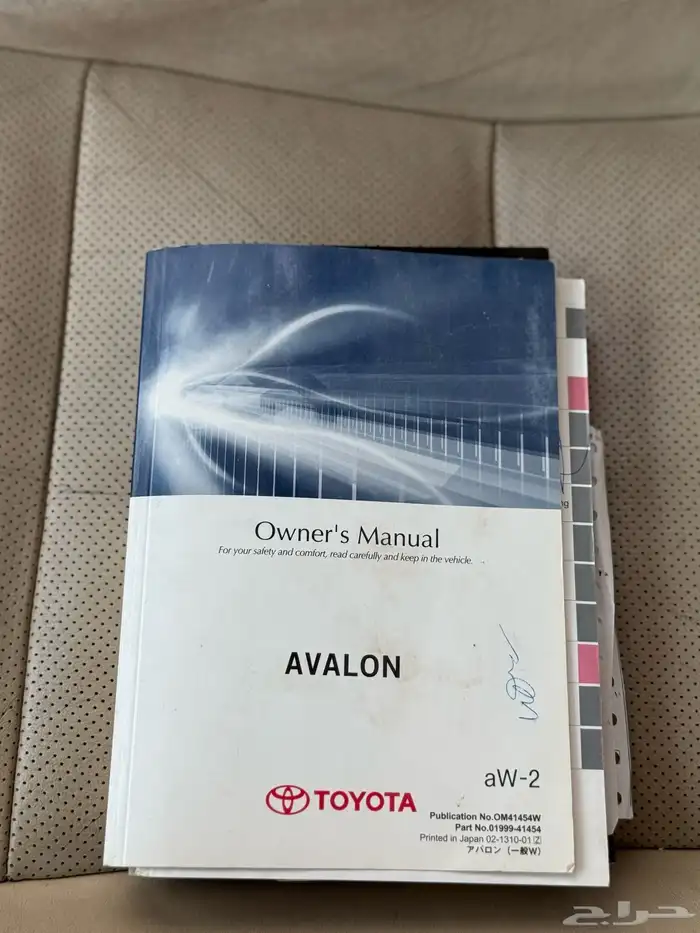 Owner's Manual
For your safety and comfort, read carefully and keep in the vehicle.
AVALON
aW-2
TOYOTA
Publication No.OM41454W
Part No.01999-41454
Printed in Japan 02-1310-01 Z
アバロン (一般W)
حراج